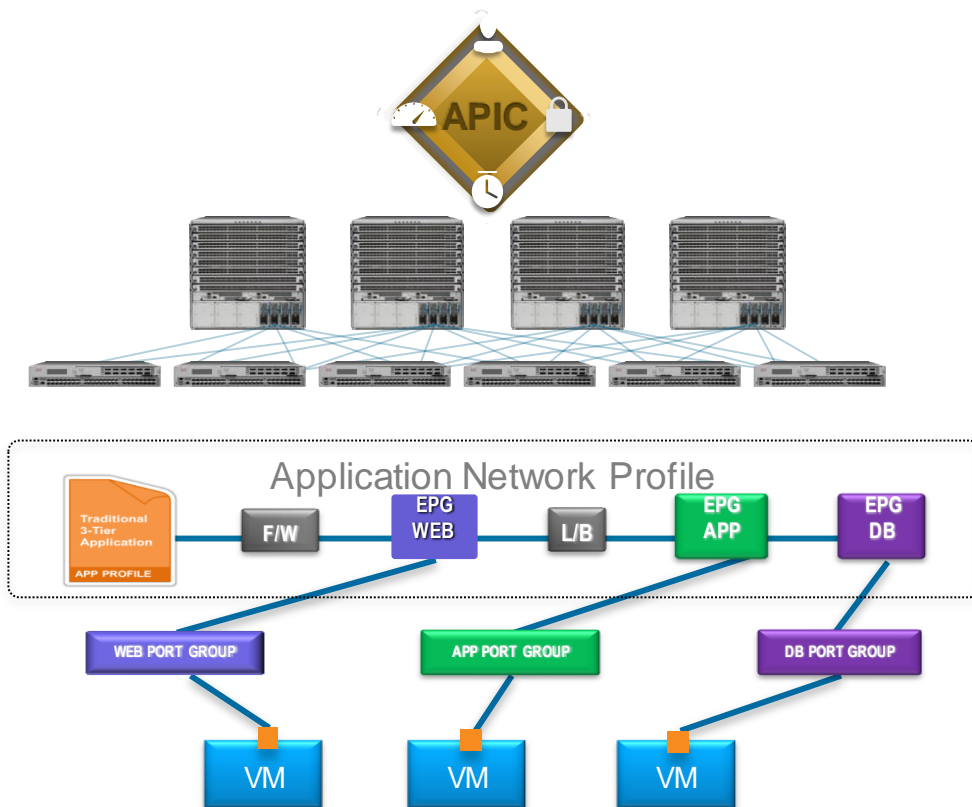 APIC
Application Network Profile
Traditional
3-Tier
Application
APP PROFILE
F/W
EPG
WEB
L/B
EPG
APP
EPG
DB
WEB PORT GROUP
APP PORT GROUP
DB PORT GROUP
VM
VM
VM